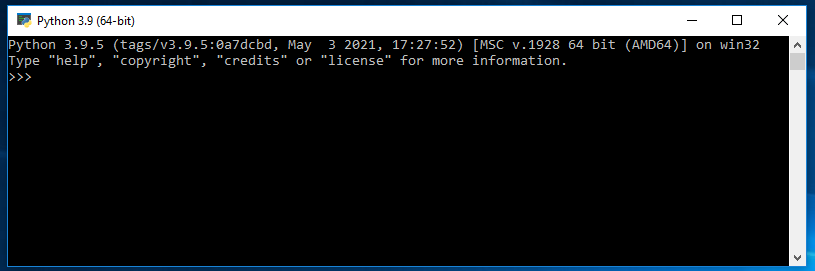 Python 3.9 (64-bit)
Python 3.9.5 (tags/v3.9.5:0a7dcbd, May  3 2021, 17:27:52) [MSC v.1928 64 bit (AMD64)] on win32
Type "help", "copyright", "credits" or "license" for more information.
>>>